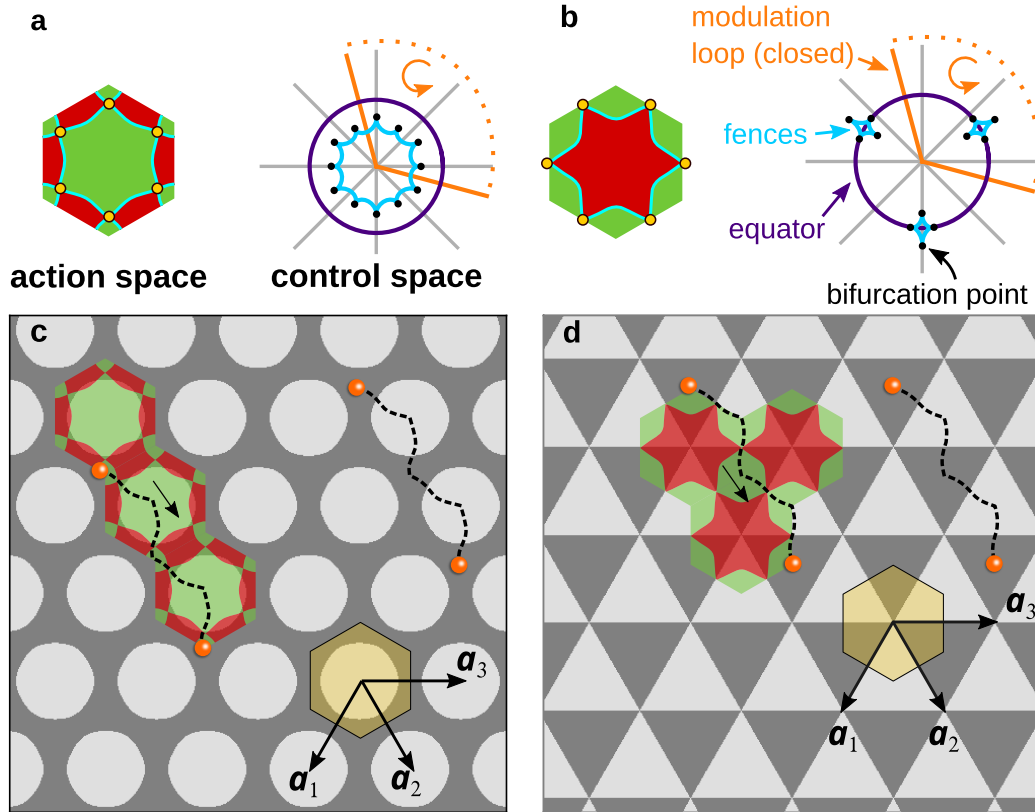 a
action space
control space
b
modulation
loop (closed)
fences
equator
bifurcation point
c
a3
a1
a2
d
a3
a1
a2